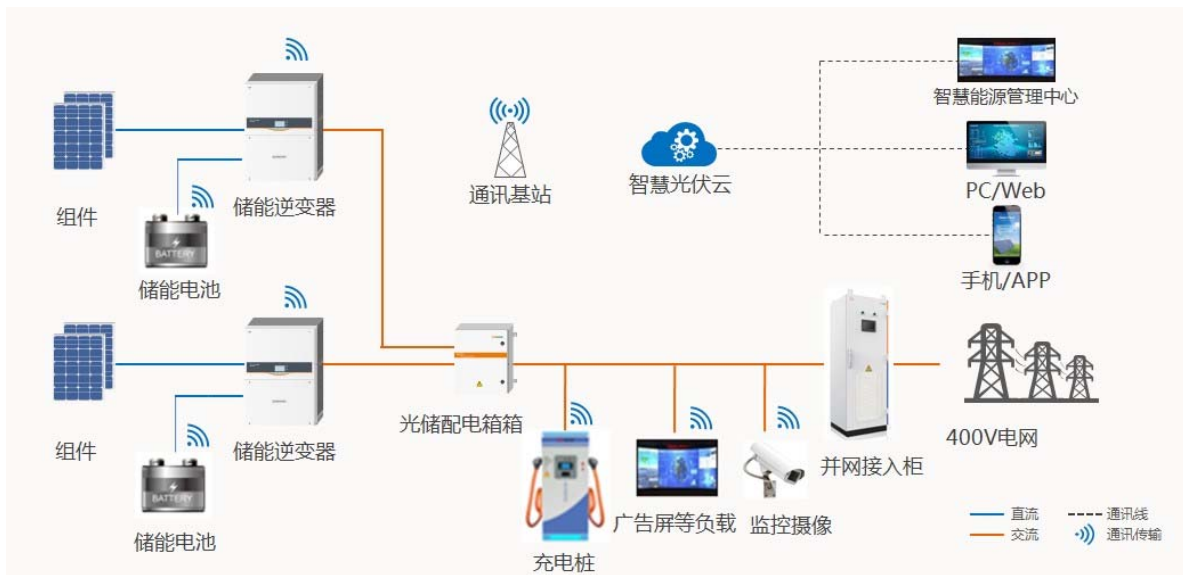 智慧能源管理中心
通讯基站
智慧光伏云
PC/Web
组件
储能逆变器
BATTERY
储能电池
手机/APP
光储配电箱箱
组件
储能逆变器
BATTERY
储能电池
充电桩
广告屏等负载
监控摄像
并网接入柜
400V电网
直流
通讯线
交流
通讯传输